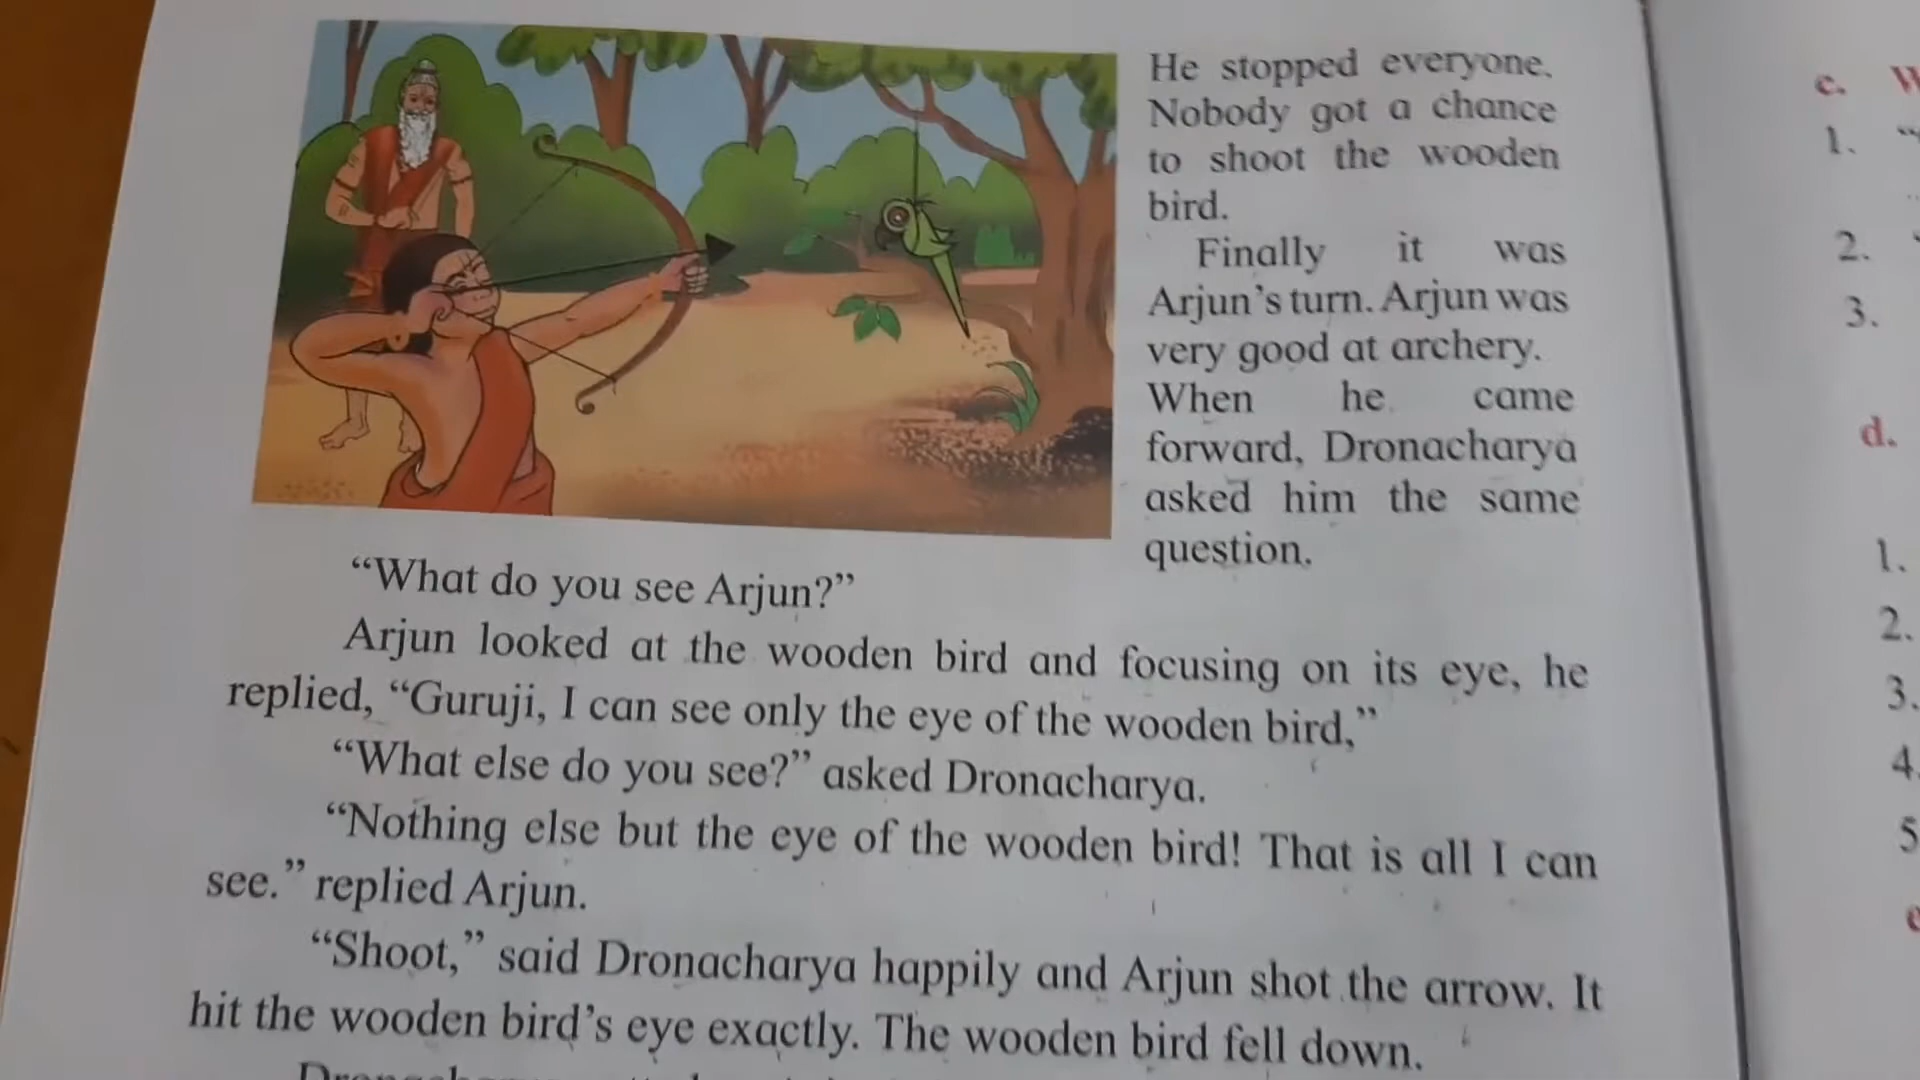 He stopped everyone.
Nobody got a chance
to shoot the wooden
bird.
Finally it was
Arjun's turn. Arjun was
very good at archery.
When he came
forward, Dronacharya
asked him the same
question.
“What do you see Arjun?”
Arjun looked at the wooden bird and focusing on its eye, he
replied, “Guruji, I can see only the eye of the wooden bird,”
“What else do you see?” asked Dronacharya.
“Nothing else but the eye of the wooden bird! That is all I can
see.” replied Arjun.
“Shoot,” said Dronacharya happily and Arjun shot the arrow. It
hit the wooden bird's eye exactly. The wooden bird fell down.
c.
1.
2.
3.
d.
1.
2.
3.
4.
5